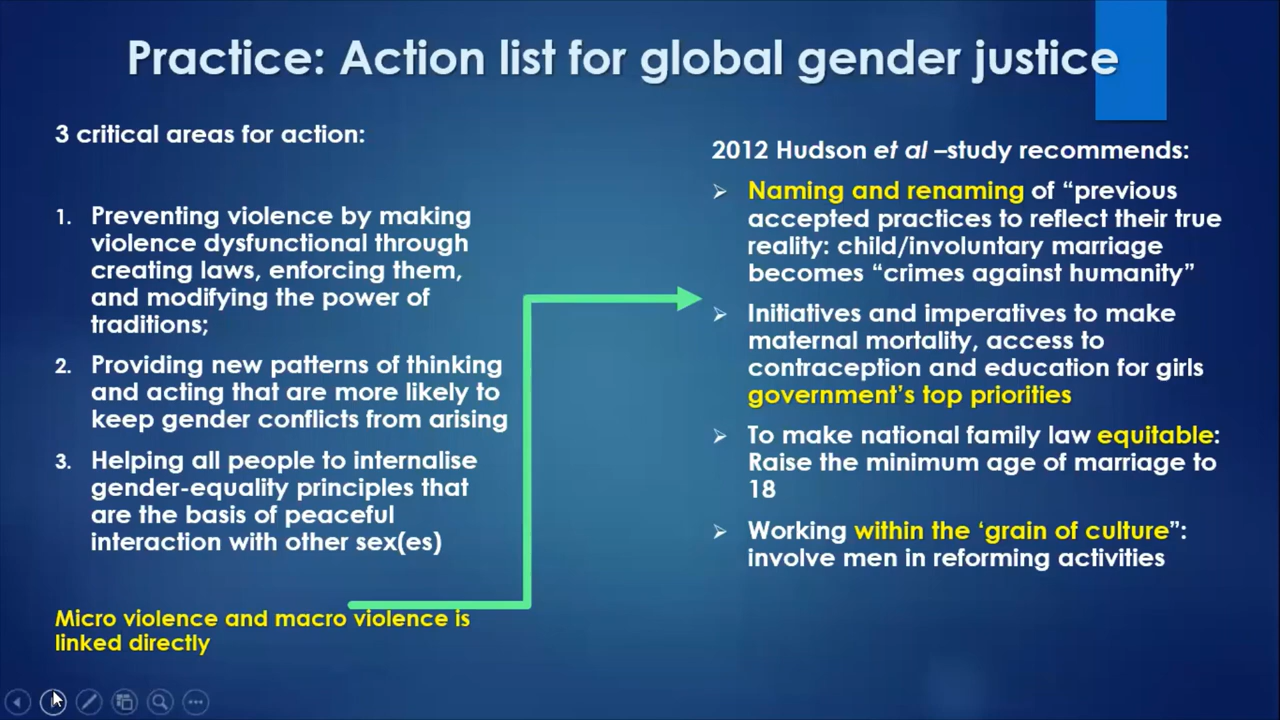 Practice: Action list for global gender justice
3 critical areas for action:
1. Preventing violence by making
violence dysfunctional through
creating laws, enforcing them,
and modifying the power of
traditions;
2. Providing new patterns of thinking
and acting that are more likely to
keep gender conflicts from arising
3. Helping all people to internalise
gender-equality principles that
are the basis of peaceful
interaction with other sex(es)
Micro violence and macro violence is
linked directly
2012 Hudson et al –study recommends:
Naming and renaming of “previous
accepted practices to reflect their true
reality: child/involuntary marriage
becomes “crimes against humanity”
Initiatives and imperatives to make
maternal mortality, access to
contraception and education for girls
government’s top priorities
To make national family law equitable:
Raise the minimum age of marriage to
18
Working within the ‘grain of culture”:
involve men in reforming activities